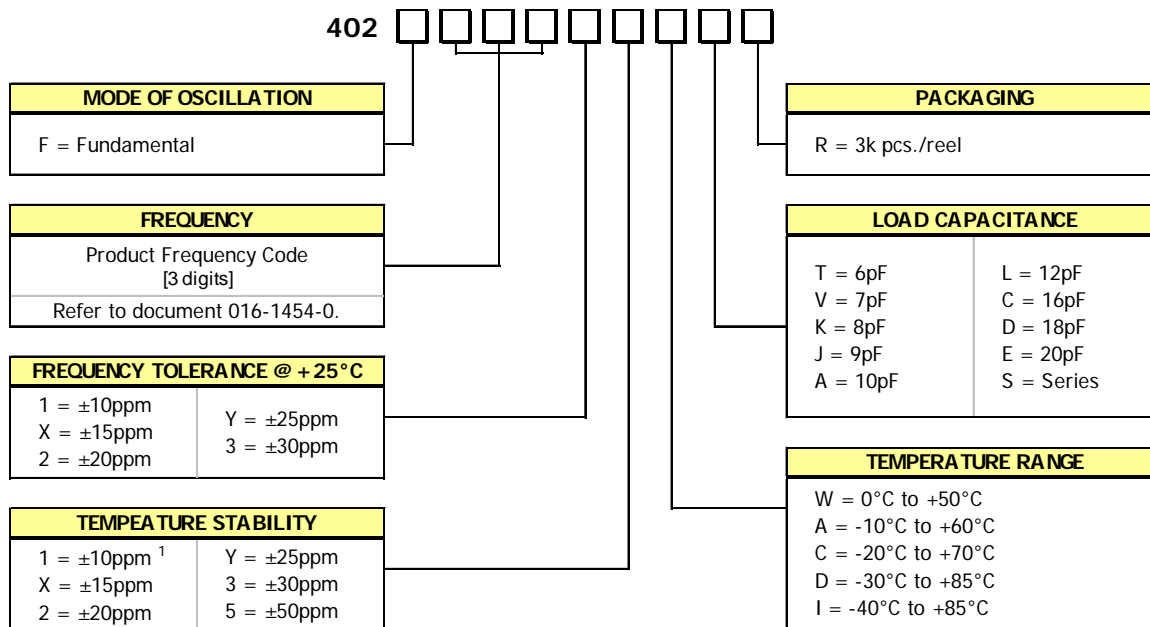 402
MODE OF OSCILLATION
F = Fundamental
FREQUENCY
Product Frequency Code
[3 digits]
Refer to document 016-1454-0.
FREQUENCY TOLERANCE @ +25°C
1 = ±10ppm
X = ±15ppm
2 = ±20ppm
Y = ±25ppm
3 = ±30ppm
TEMPEATURE STABILITY
1 = ±10ppm 1
X = ±15ppm
2 = ±20ppm
Y = ±25ppm
3 = ±30ppm
5 = ±50ppm
PACKAGING
R = 3k pcs./reel
LOAD CAPACITANCE
T = 6pF
V = 7pF
K = 8pF
J = 9pF
A = 10pF
L = 12pF
C = 16pF
D = 18pF
E = 20pF
S = Series
TEMPERATURE RANGE
W = 0°C to +50°C
A = -10°C to +60°C
C = -20°C to +70°C
D = -30°C to +85°C
I = -40°C to +85°C